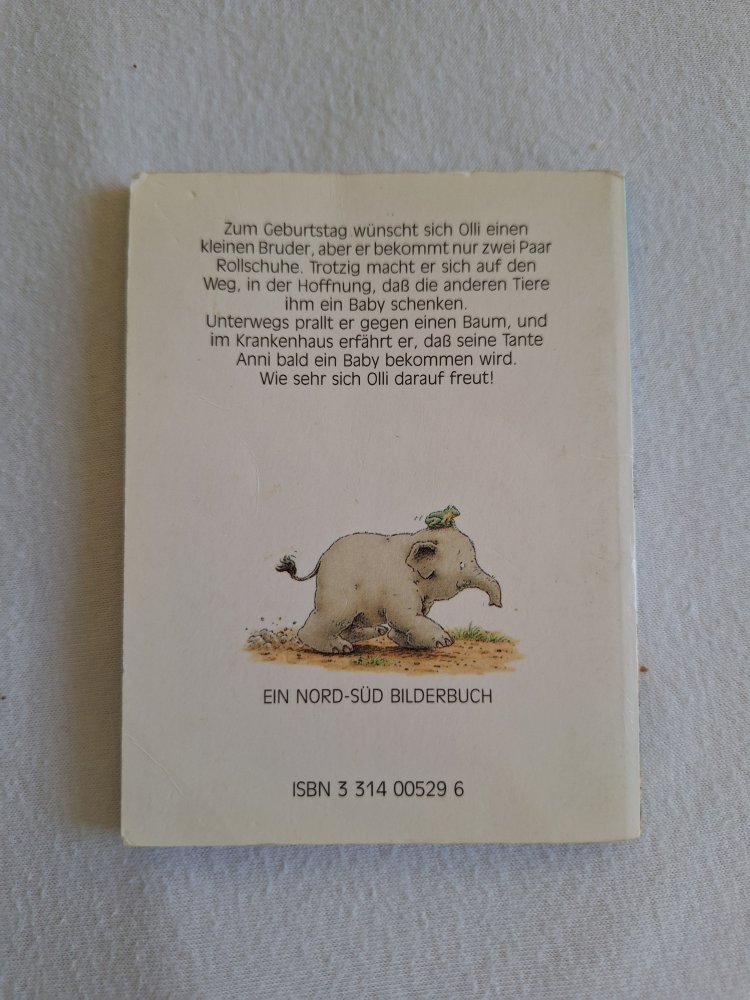 Zum Geburtstag wünscht sich Olli einen
kleinen Bruder, aber er bekommt nur zwei Paar
Rollschuhe. Trotzig macht er sich auf den
Weg, in der Hoffnung, daß die anderen Tiere
ihm ein Baby schenken.
Unterwegs prallt er gegen einen Baum, und
im Krankenhaus erfährt er, daß seine Tante
Anni bald ein Baby bekommen wird.
Wie sehr sich Olli darauf freut!
EIN NORD-SÜD BILDERBUCH
ISBN 3 314 00529 6